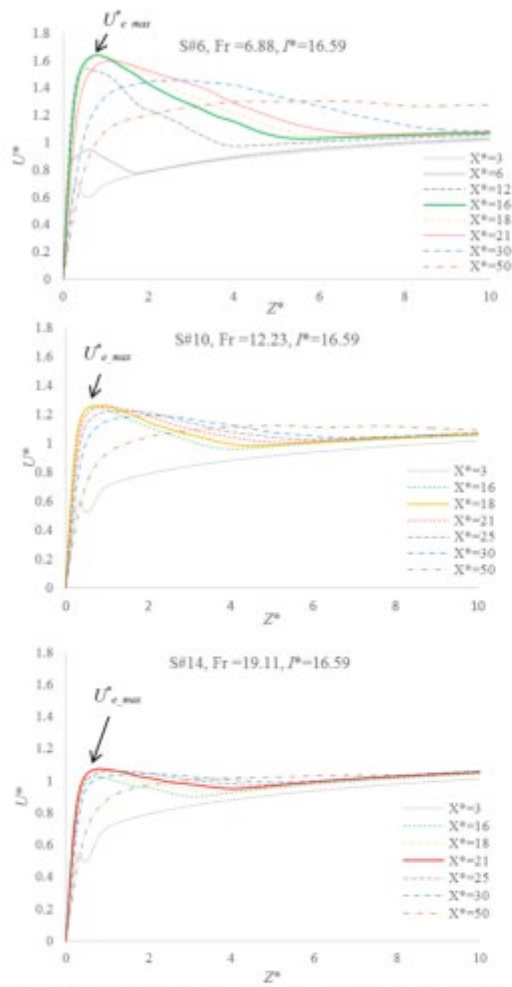 U*e_max
S#6, Fr =6.88, I*=16.59
1.8
1.6
1.4
1.2
1
0.8
0.6
0.4
0.2
0
U*
X*=3
X*=6
X*=12
X*=16
X*=18
X*=21
X*=30
X*=50
0 2 4 6 8 10
Z*
S#10, Fr =12.23, I*=16.59
U*e_max
1.8
1.6
1.4
1.2
1
0.8
0.6
0.4
0.2
0
U*
X*=3
X*=16
X*=18
X*=21
X*=25
X*=30
X*=50
0 2 4 6 8 10
Z*
S#14, Fr =19.11, I*=16.59
U*e_max
1.8
1.6
1.4
1.2
1
0.8
0.6
0.4
0.2
0
U*
X*=3
X*=16
X*=18
X*=21
X*=25
X*=30
X*=50
0 2 4 6 8 10
Z*